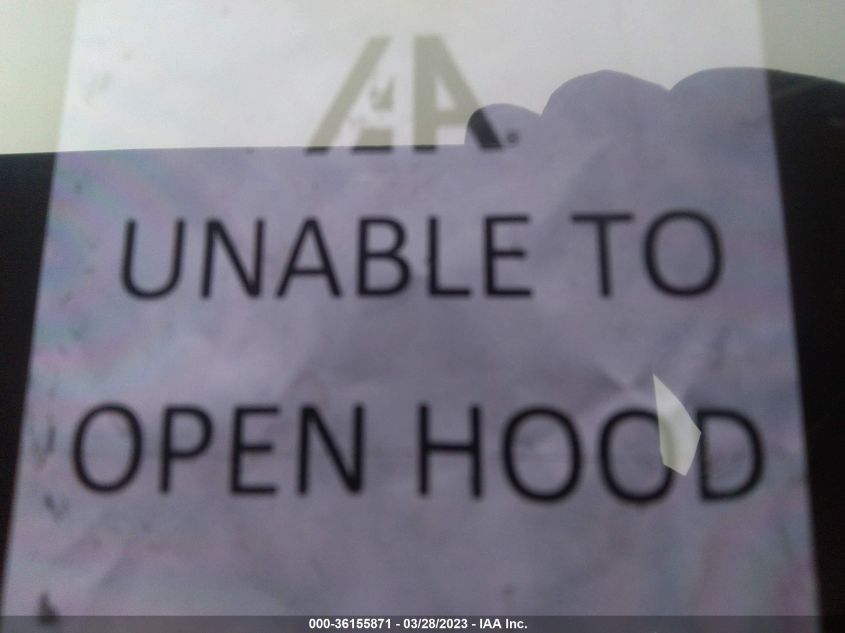 IAA
UNABLE TO
OPEN HOOD
000-36155871 - 03/28/2023 - IAA Inc.